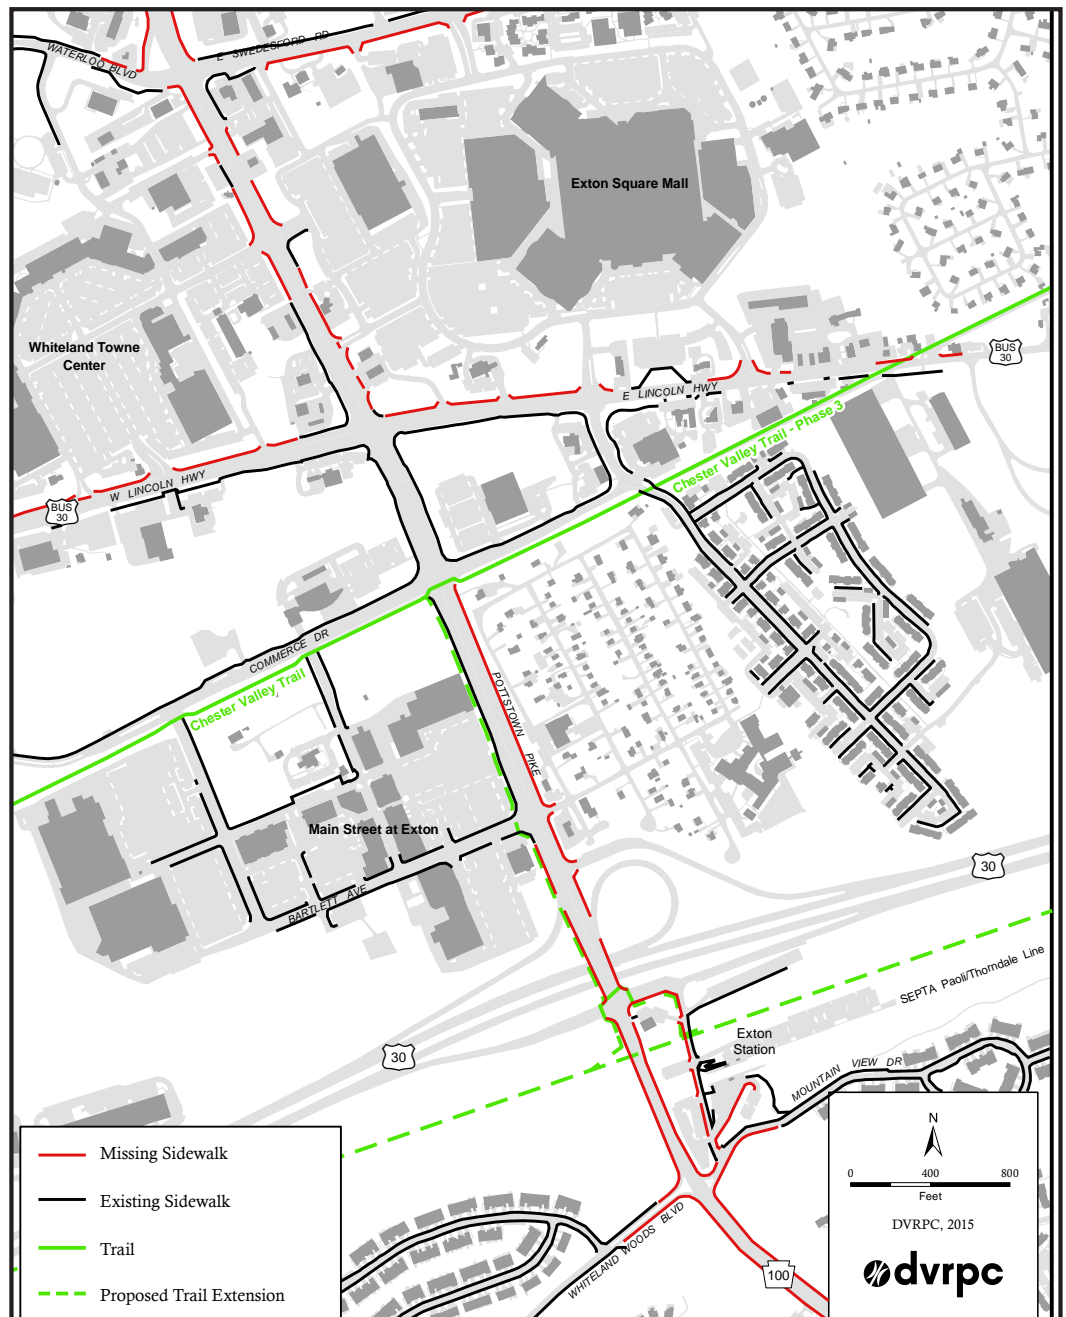 WATERLOO BLVD
E SWEDESFORD RD
Exton Square Mall
Whiteland Towne
Center
BUS
30
E LINCOLN HWY
Chester Valley Trail - Phase 3
W LINCOLN HWY
BUS
30
COMMERCE DR
Chester Valley Trail
POTTSTOWN PIKE
Main Street at Exton
BARTLETT AVE
30
SEPTA Paoli/Thorndale Line
Exton
Station
30
MOUNTAIN VIEW DR
WHITELAND WOODS BLVD
100
Missing Sidewalk
Existing Sidewalk
Trail
Proposed Trail Extension
N
0 400 800
Feet
DVRPC, 2015
dvrpc